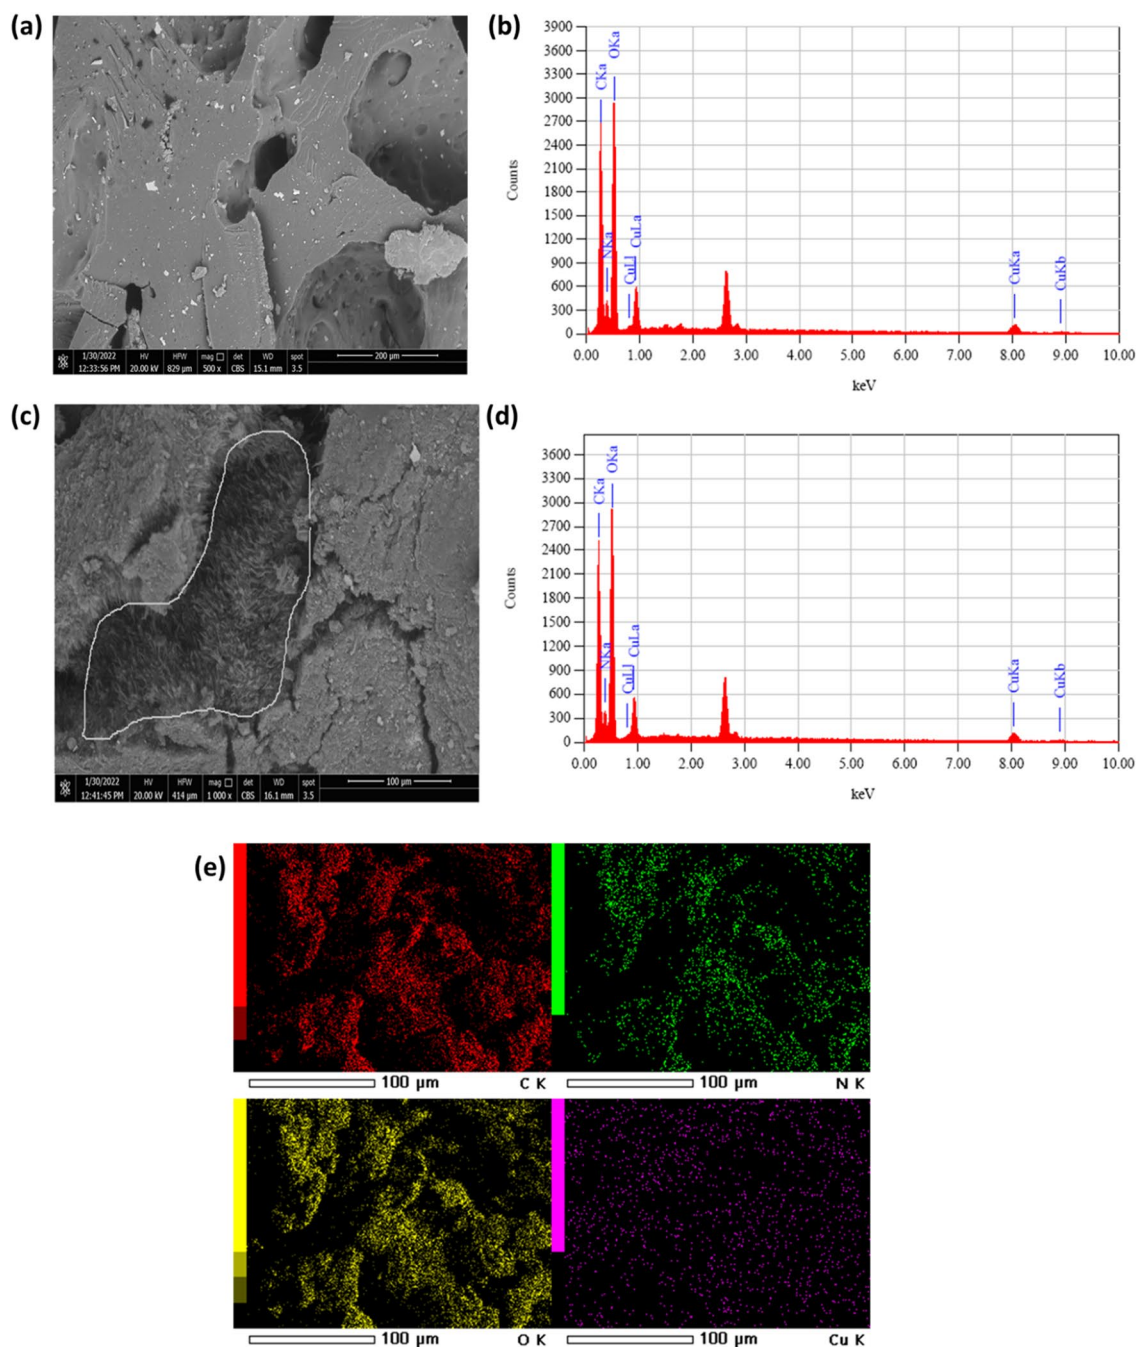 (a)
1/30/2022 HV HFW mag □ det WD spot
12:33:56 PM 20.00 kV 829 µm 500 x CBS 15.1 mm 3.5
200 µm
(b)
Counts
3900
3600
3300
3000
2700
2400
2100
1800
1500
1200
900
600
300
0
CKa
OKa
NKa
CuLl
CuLa
CuKa
CuKb
0.00 1.00 2.00 3.00 4.00 5.00 6.00 7.00 8.00 9.00 10.00
keV
(c)
1/30/2022 HV HFW mag □ det WD spot
12:41:45 PM 20.00 kV 414 µm 1 000 x CBS 16.1 mm 3.5
100 µm
(d)
Counts
3600
3300
3000
2700
2400
2100
1800
1500
1200
900
600
300
0
CKa
OKa
NKa
CuLl
CuLa
CuKa
CuKb
0.00 1.00 2.00 3.00 4.00 5.00 6.00 7.00 8.00 9.00 10.00
keV
(e)
100 µm C K
100 µm N K
100 µm O K
100 µm Cu K